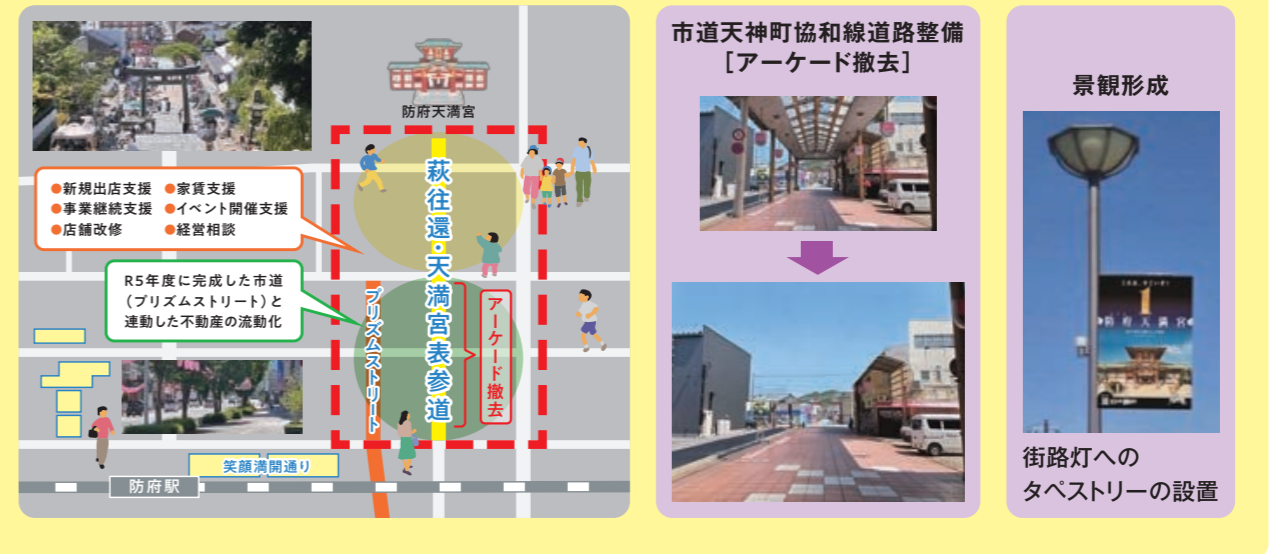 防府天満宮
●新規出店支援 ●家賃支援
●事業継続支援 ●イベント開催支援
●店舗改修 ●経営相談
R5年度に完成した市道
（プリズムストリート）と
連動した不動産の流動化
萩往還・天満宮表参道
プリズムストリート
アーケード撤去
笑顔満開通り
防府駅
市道天神町協和線道路整備
［アーケード撤去］
景観形成
1
防府天満宮
街路灯への
タペストリーの設置